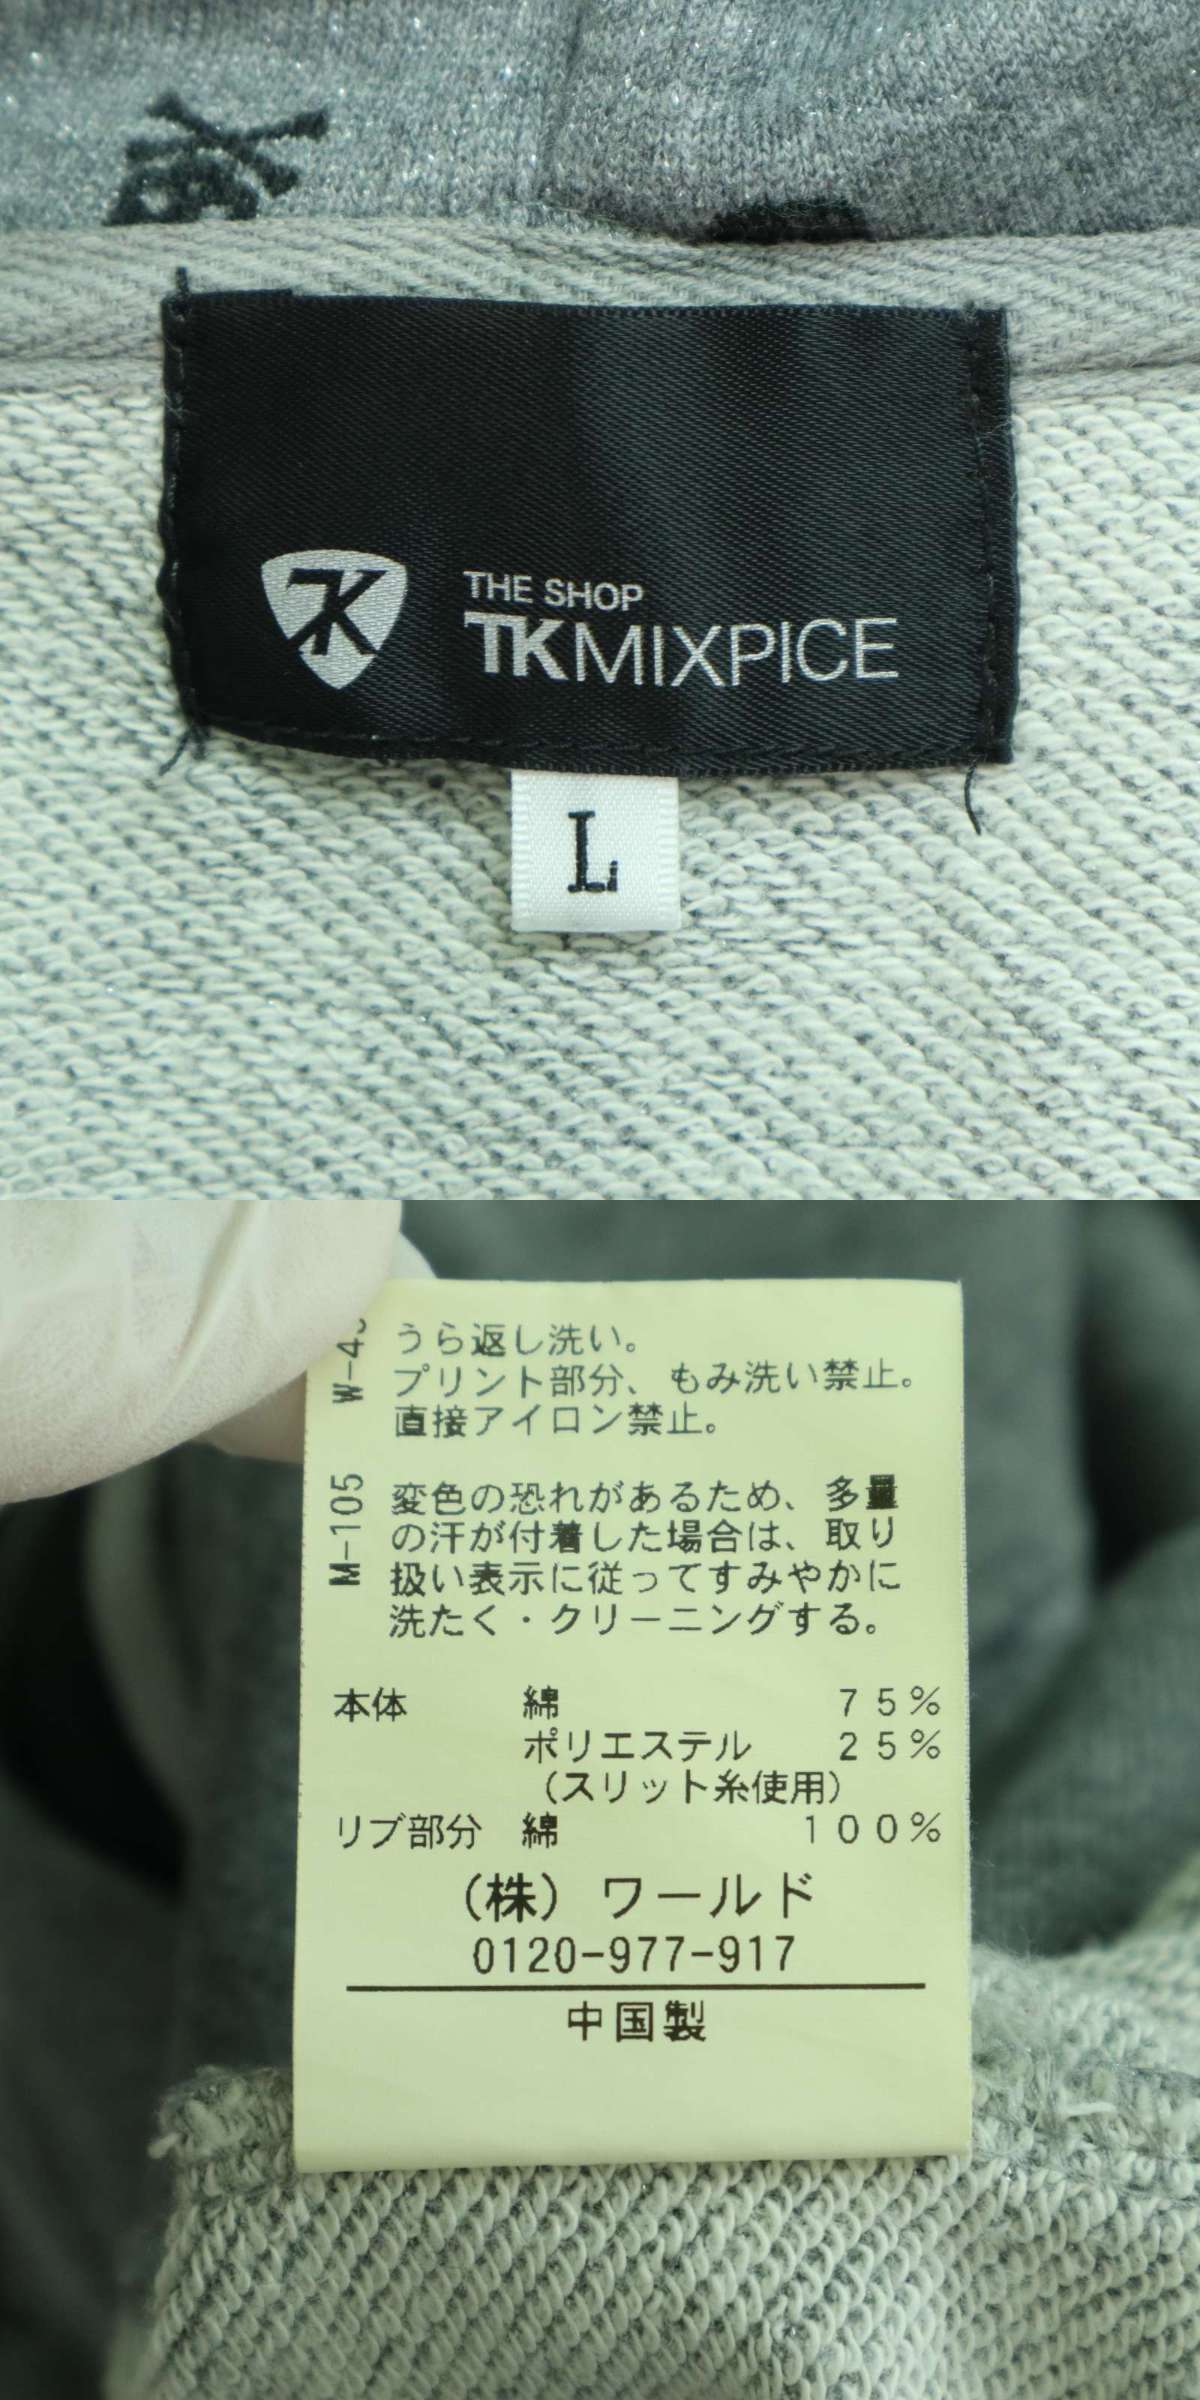 TK
THE SHOP
TKMIXPICE
L
うら返し洗い。
プリント部分、もみ洗い禁止。
直接アイロン禁止。
変色の恐れがあるため、多量
の汗が付着した場合は、取り
扱い表示に従ってすみやかに
洗たく・クリーニングする。
M-105
本体 綿 75%
ポリエステル 25%
(スリット糸使用)
リブ部分 綿 100%
(株) ワールド
0120-977-917
中国製